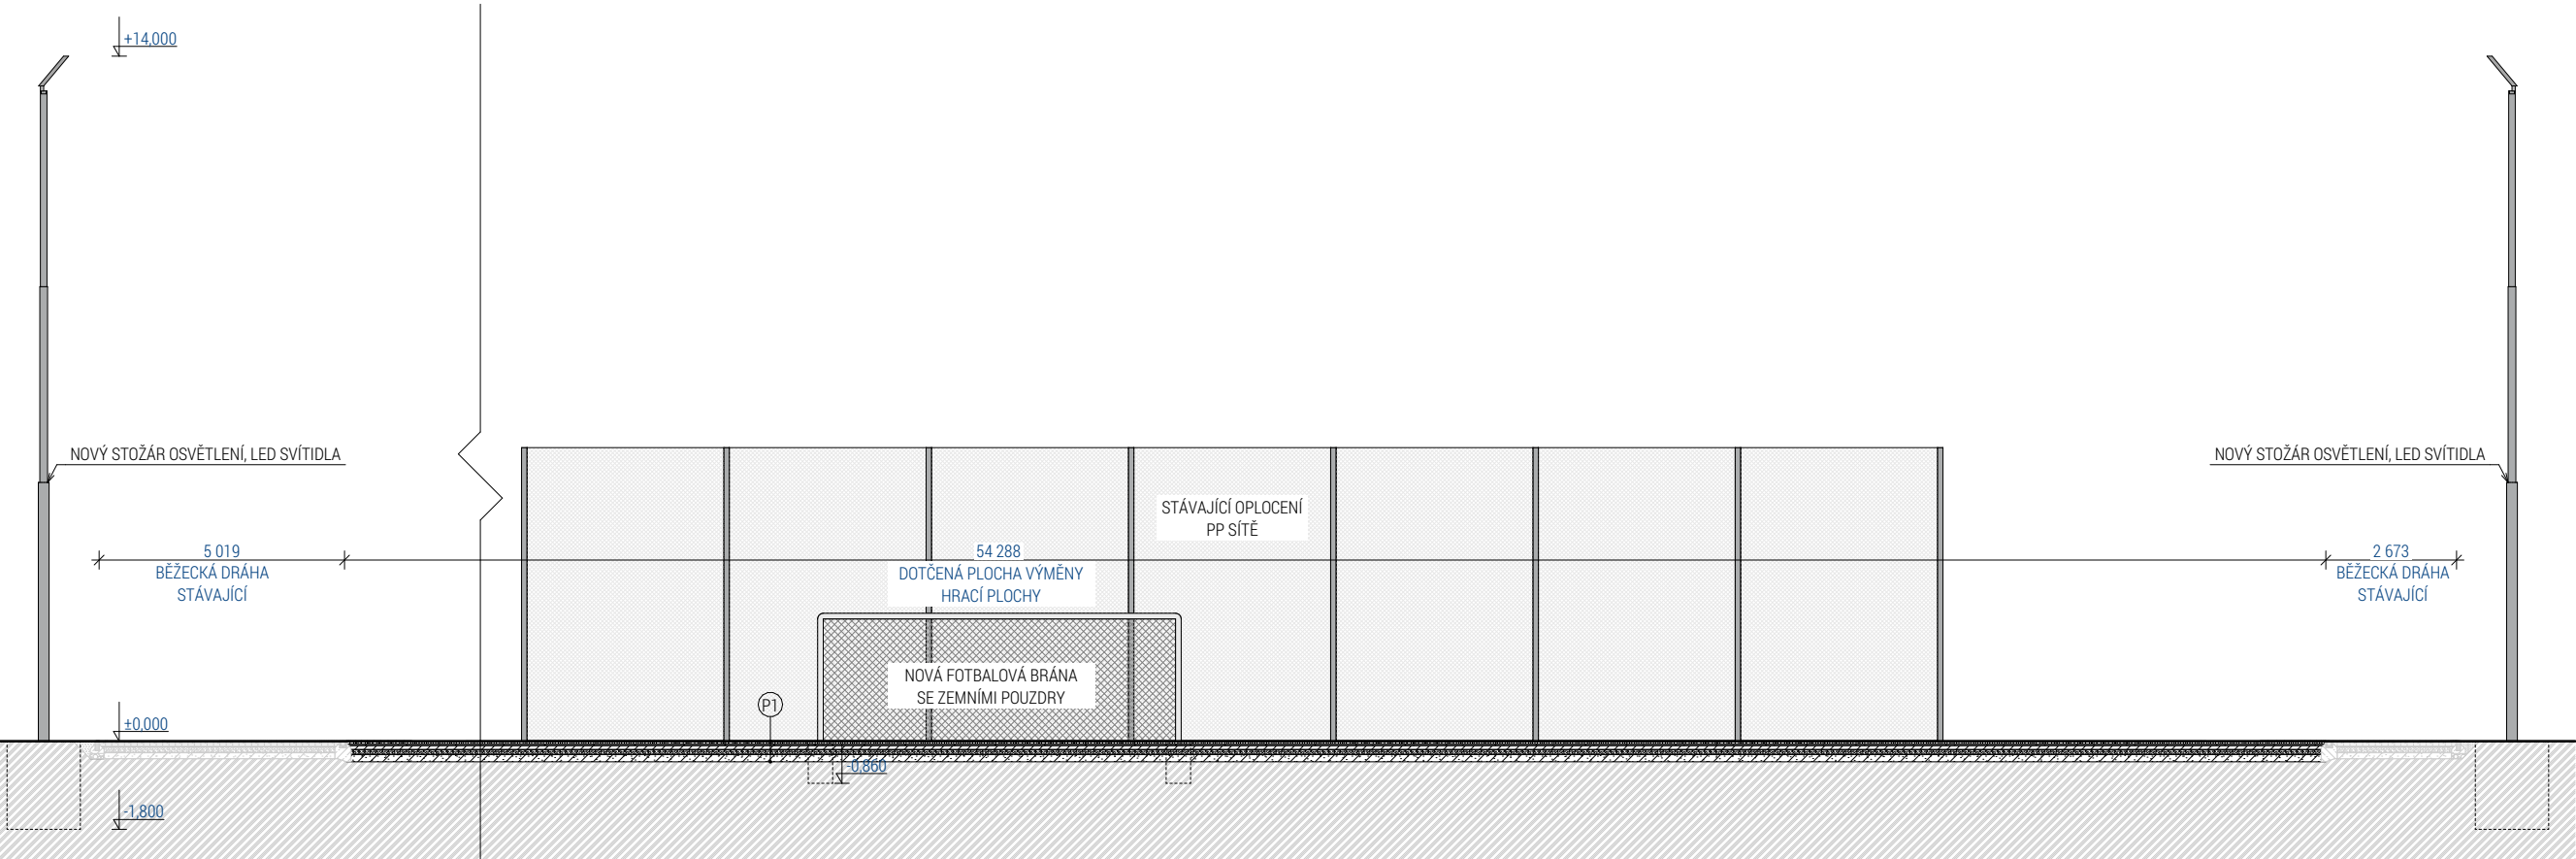 +14,000
NOVÝ STOŽÁR OSVĚTLENÍ, LED SVÍTIDLA
NOVÝ STOŽÁR OSVĚTLENÍ, LED SVÍTIDLA
STÁVAJÍCÍ OPLOCENÍ
PP SÍTĚ
5 019
BĚŽECKÁ DRÁHA
STÁVAJÍCÍ
54 288
DOTČENÁ PLOCHA VÝMĚNY
HRACÍ PLOCHY
2 673
BĚŽECKÁ DRÁHA
STÁVAJÍCÍ
NOVÁ FOTBALOVÁ BRÁNA
SE ZEMNÍMI POUZDRY
P1
±0,000
-0,860
-1,800